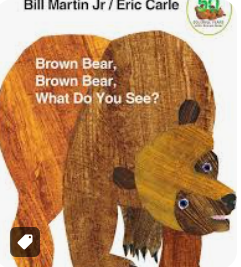 Bill Martin Jr / Eric Carle
Brown Bear,
Brown Bear,
What Do You See?